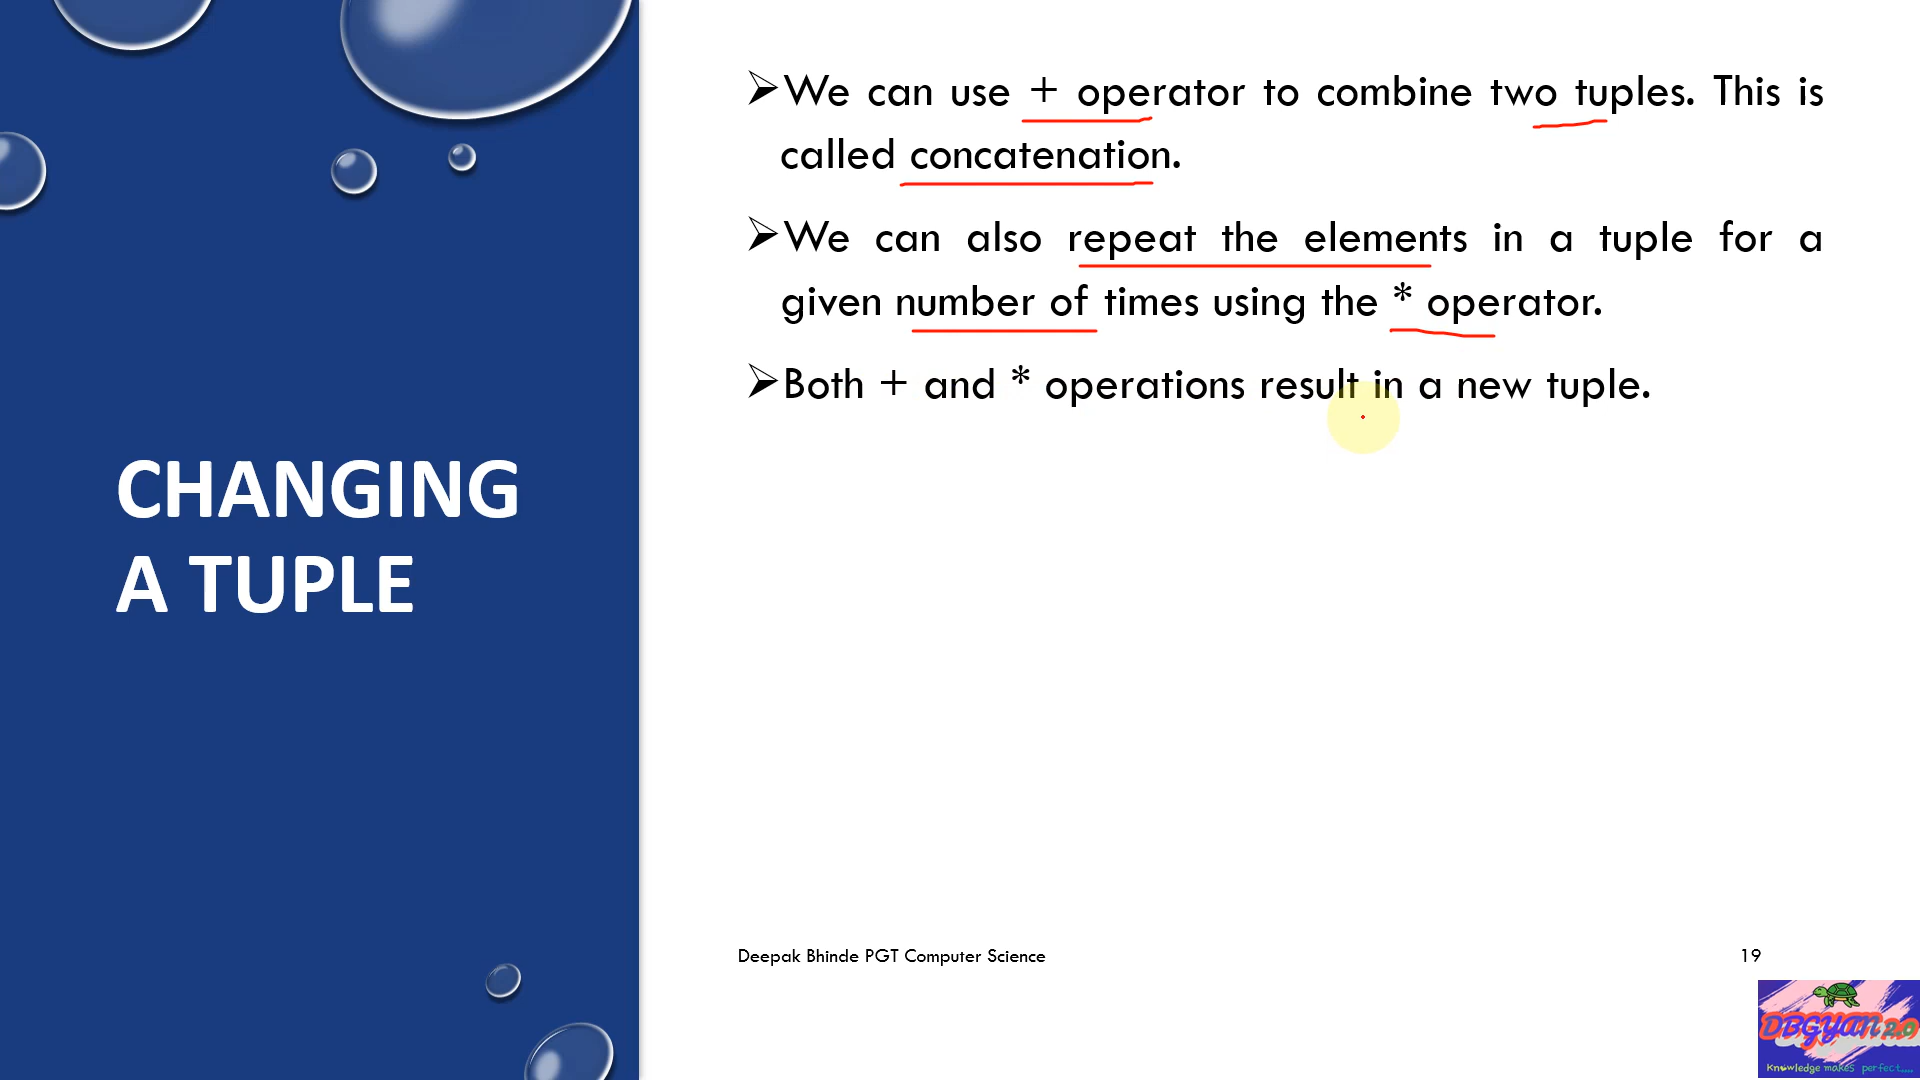 CHANGING
A TUPLE
➢We can use + operator to combine two tuples. This is
called concatenation.
➢We can also repeat the elements in a tuple for a
given number of times using the * operator.
➢Both + and * operations result in a new tuple.
Deepak Bhinde PGT Computer Science
19
DBGYAN 2.0
Knowledge makes perfect....